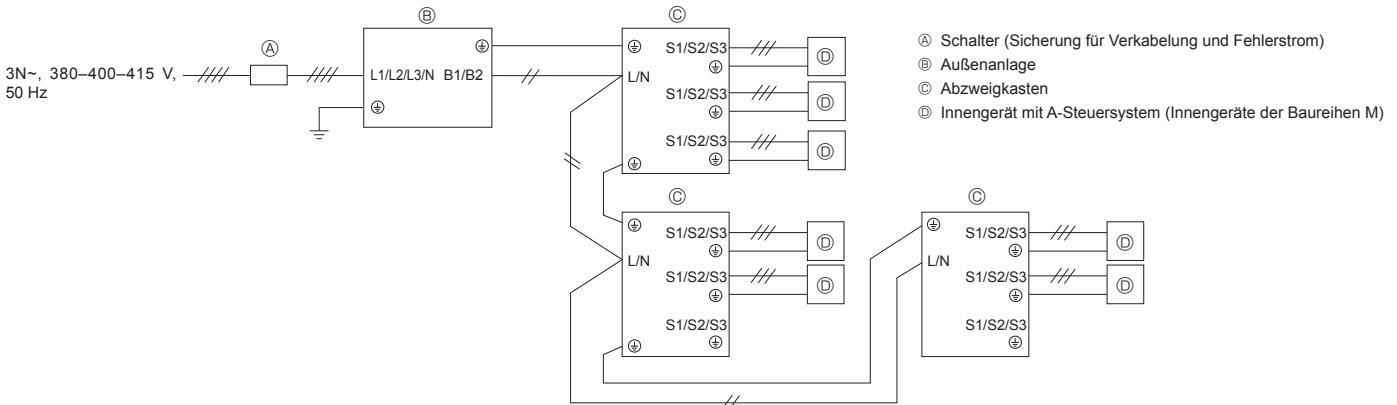 Ⓐ Schalter (Sicherung für Verkabelung und Fehlerstrom)
Ⓑ Außenanlage
Ⓒ Abzweigkasten
Ⓓ Innengerät mit A-Steuersystem (Innengeräte der Baureihen M)
3N~, 380–400–415 V,
50 Hz
Ⓐ
Ⓑ
L1/L2/L3/N B1/B2
Ⓒ
L/N
S1/S2/S3
Ⓓ
S1/S2/S3
Ⓓ
S1/S2/S3
Ⓓ
Ⓒ
L/N
S1/S2/S3
Ⓓ
S1/S2/S3
Ⓓ
S1/S2/S3
Ⓒ
L/N
S1/S2/S3
Ⓓ
S1/S2/S3
Ⓓ
S1/S2/S3